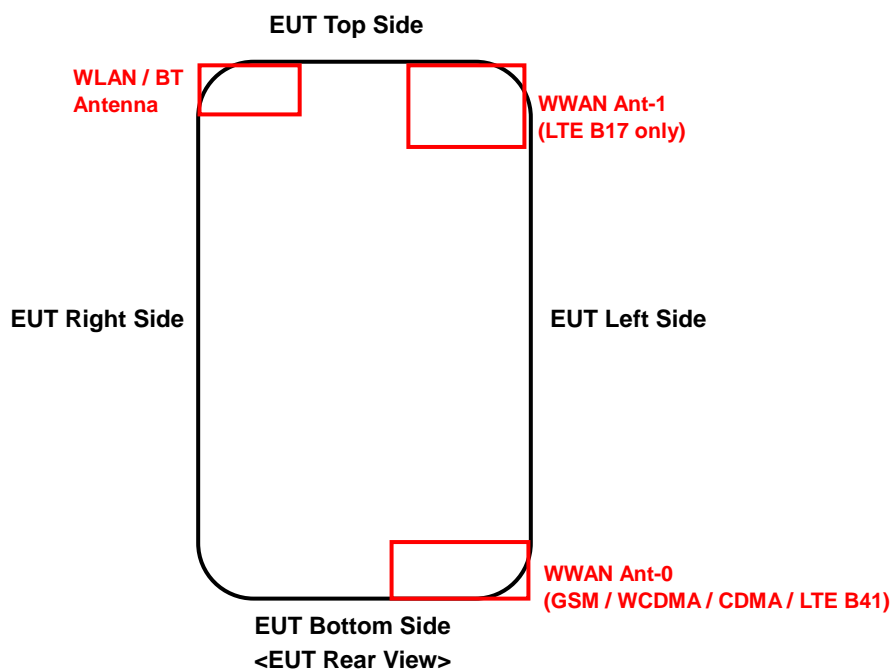 EUT Top Side
WLAN / BT
Antenna
WWAN Ant-1
(LTE B17 only)
EUT Right Side
EUT Left Side
WWAN Ant-0
(GSM / WCDMA / CDMA / LTE B41)
EUT Bottom Side
<EUT Rear View>